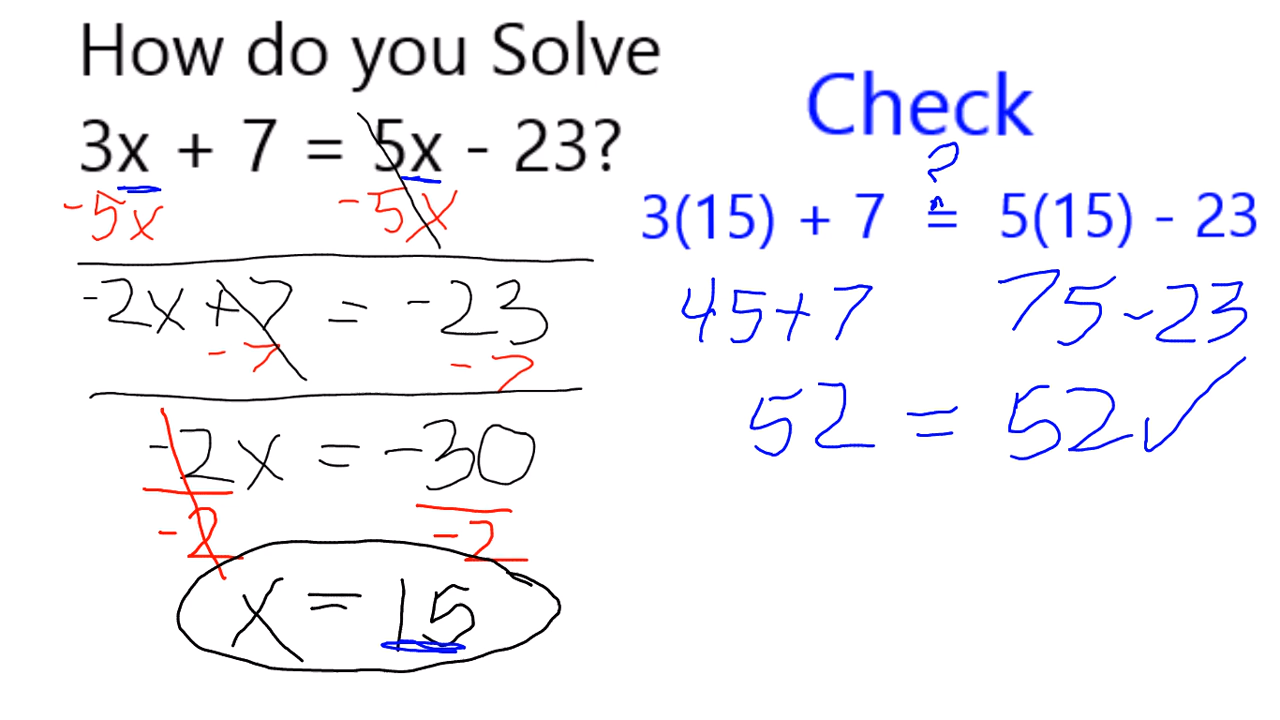 How do you Solve
3x + 7 = 5x - 23?
-5x -5x
-2x +7 = -23
-7 -7
-2x = -30
-2 -2
x = 15
Check
?
3(15) + 7 = 5(15) - 23
45+7 75-23
52 = 52✓